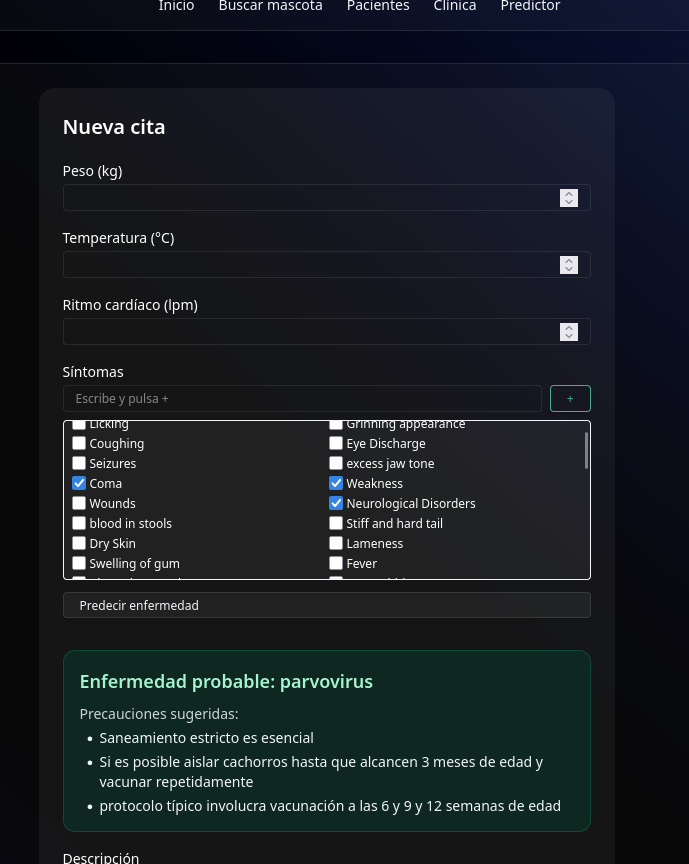 Inicio Buscar mascota Pacientes Clínica Predictor
Nueva cita
Peso (kg)
Temperatura (°C)
Ritmo cardíaco (lpm)
Síntomas
Escribe y pulsa +
+
Licking Grinning appearance
Coughing Eye Discharge
Seizures excess jaw tone
Coma Weakness
Wounds Neurological Disorders
blood in stools Stiff and hard tail
Dry Skin Lameness
Swelling of gum Fever
Predecir enfermedad
Enfermedad probable: parvovirus
Precauciones sugeridas:
• Saneamiento estricto es esencial
• Si es posible aislar cachorros hasta que alcancen 3 meses de edad y
vacunar repetidamente
• protocolo típico involucra vacunación a las 6 y 9 y 12 semanas de edad
Descripción